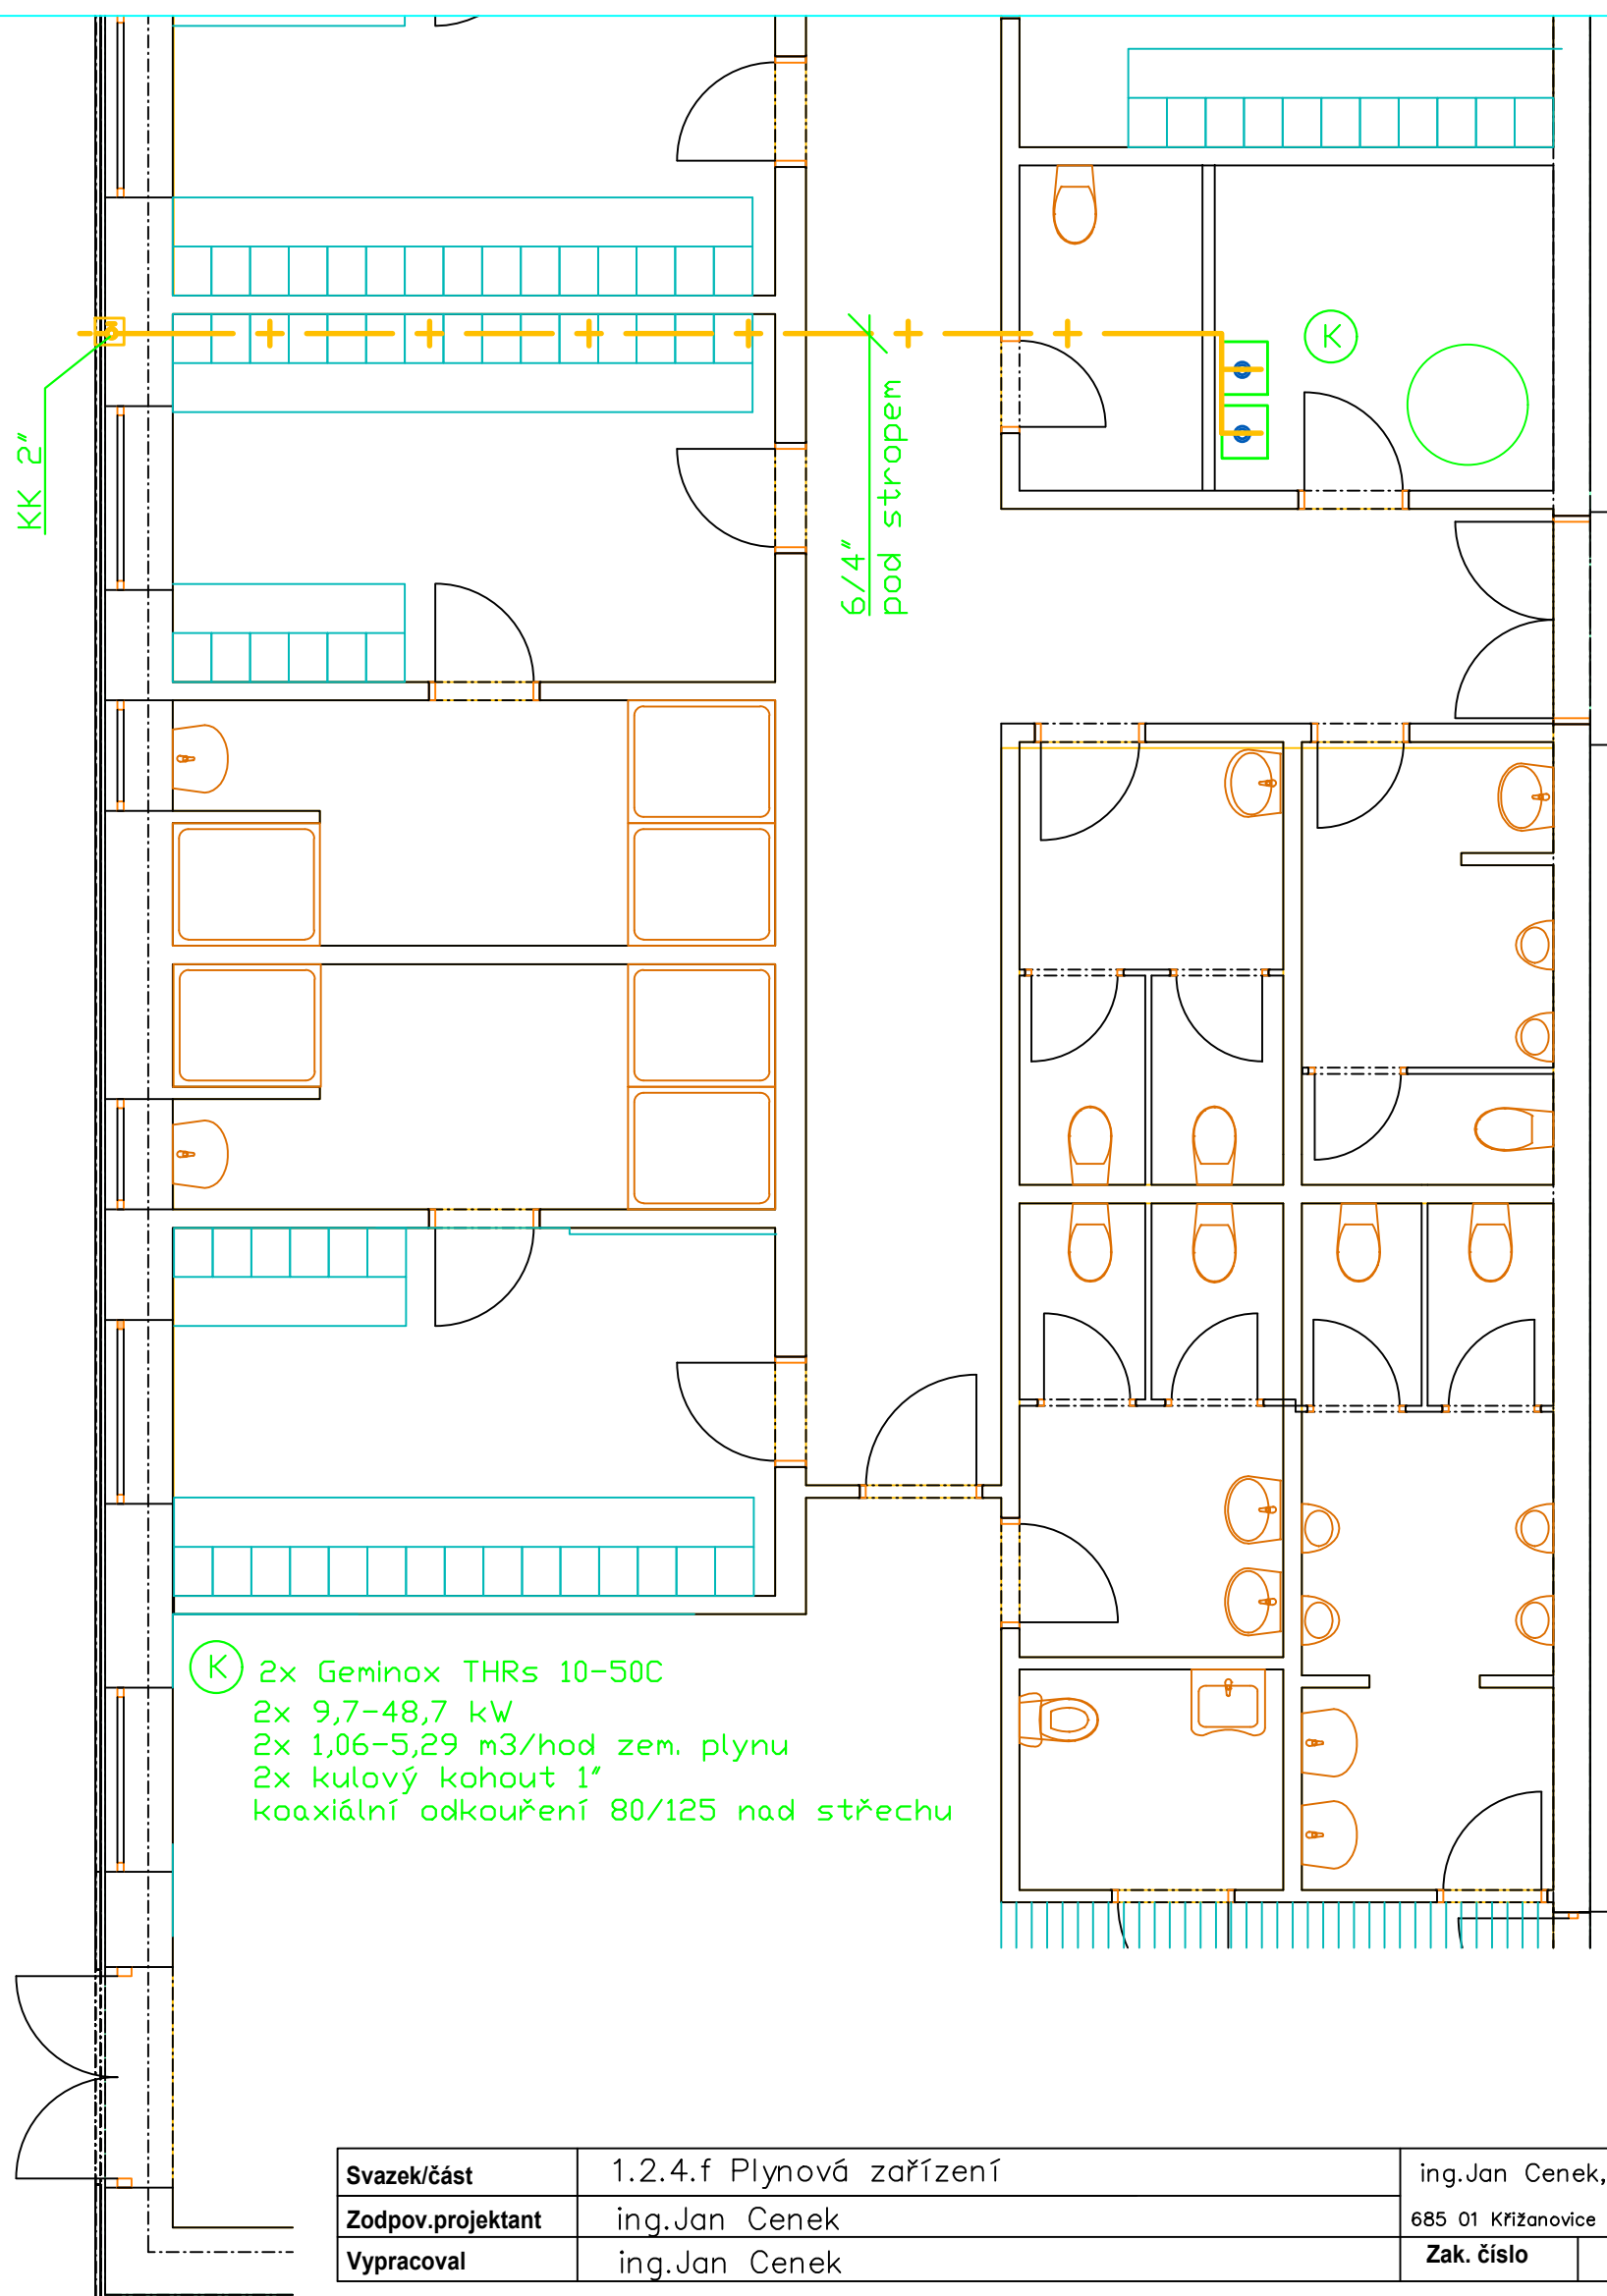 K
KK 2"
6/4"
pod stropem
K
2x Geminox THRs 10-50C
2x 9,7-48,7 kW
2x 1,06-5,29 m3/hod zem. plynu
2x kulový kohout 1"
koaxiální odkouření 80/125 nad střechu
Svazek/část
1.2.4.f Plynová zařízení
ing.Jan Cenek,
Zodpov.projektant
ing.Jan Cenek
685 01 Křižanovice
Vypracoval
ing.Jan Cenek
Zak. číslo